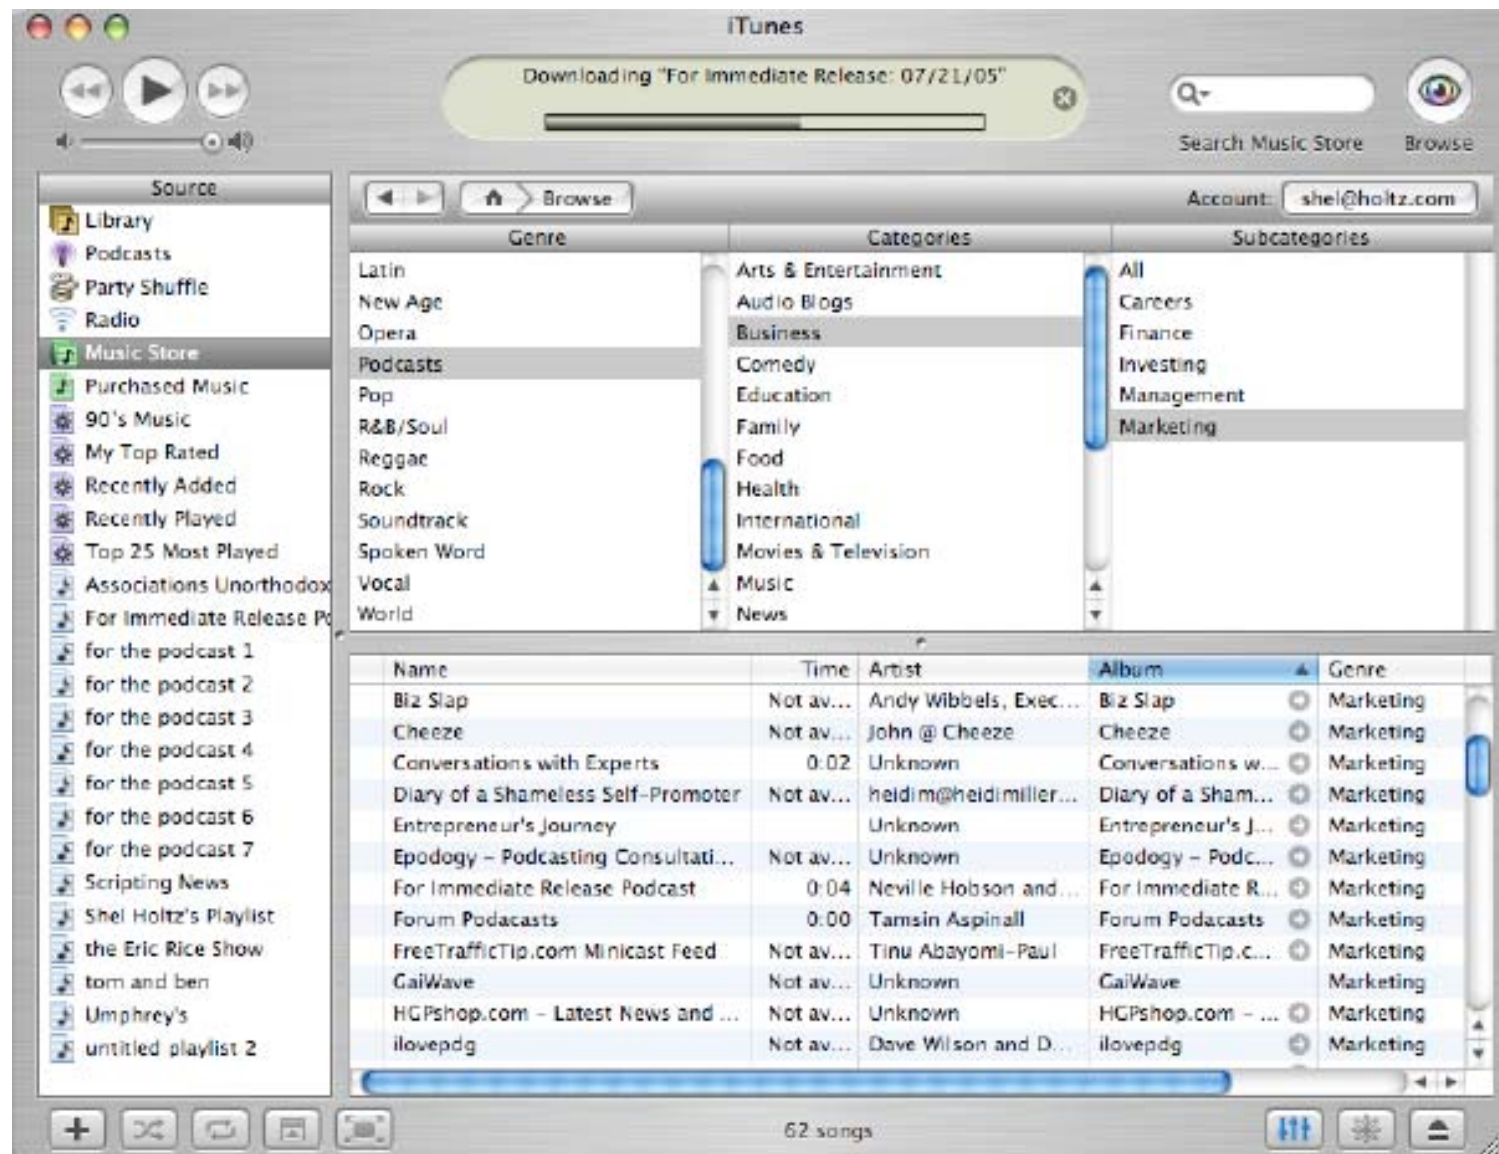 iTunes
Downloading "For Immediate Release: 07/21/05"
Search Music Store
Browse
Source
Library
Podcasts
Party Shuffle
Radio
Music Store
Purchased Music
90's Music
My Top Rated
Recently Added
Recently Played
Top 25 Most Played
Associations Unorthodox
For Immediate Release Po
for the podcast 1
for the podcast 2
for the podcast 3
for the podcast 4
for the podcast 5
for the podcast 6
for the podcast 7
Scripting News
Shel Holtz's Playlist
the Eric Rice Show
tom and ben
Umphrey's
untitled playlist 2
Browse
Account: shel@holtz.com
Genre
Latin
New Age
Opera
Podcasts
Pop
R&B/Soul
Reggae
Rock
Soundtrack
Spoken Word
Vocal
World
Categories
Arts & Entertainment
Audio Blogs
Business
Comedy
Education
Family
Food
Health
International
Movies & Television
Music
News
Subcategories
All
Careers
Finance
Investing
Management
Marketing
Name Time Artist Album Genre
Biz Slap Not av... Andy Wibbels, Exec... Biz Slap Marketing
Cheeze Not av... John @ Cheeze Cheeze Marketing
Conversations with Experts 0:02 Unknown Conversations w... Marketing
Diary of a Shameless Self-Promoter Not av... heidim@heidimiller... Diary of a Sham... Marketing
Entrepreneur's Journey Unknown Entrepreneur's J... Marketing
Epodogy – Podcasting Consultati... Not av... Unknown Epodogy – Podc... Marketing
For Immediate Release Podcast 0:04 Neville Hobson and... For Immediate R... Marketing
Forum Podacasts 0:00 Tamsin Aspinall Forum Podacasts Marketing
FreeTrafficTip.com Minicast Feed Not av... Tinu Abayomi-Paul FreeTrafficTip.c... Marketing
GaiWave Not av... Unknown GaiWave Marketing
HGPshop.com – Latest News and ... Not av... Unknown HGPshop.com – ... Marketing
ilovepdg Not av... Dave Wilson and D... ilovepdg Marketing
62 songs